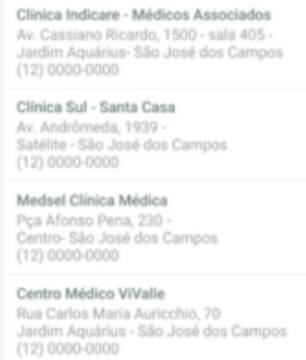 Clínica Indicare - Médicos Associados
Av. Cassiano Ricardo, 1500 - sala 405 -
Jardim Aquárius- São José dos Campos
(12) 0000-0000
Clínica Sul - Santa Casa
Av. Andrômeda, 1939 -
Satélite - São José dos Campos
(12) 0000-0000
Medsel Clínica Médica
Pça Afonso Pena, 230 -
Centro- São José dos Campos
(12) 0000-0000
Centro Médico ViValle
Rua Carlos Maria Auricchio, 70
Jardim Aquárius - São José dos Campos
(12) 0000-0000